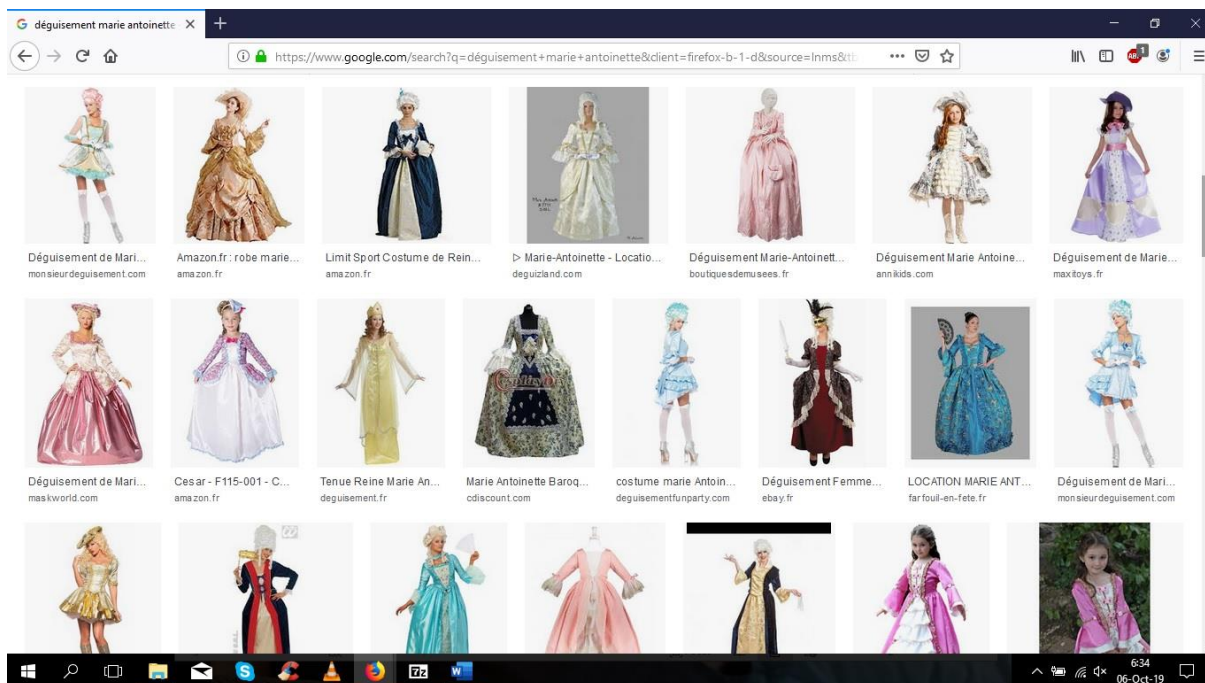 déguisement marie antoinette
https://www.google.com/search?q=déguisement+marie+antoinette&client=firefox-b-1-d&source=lnms&tb
ABP
1
Déguisement de Mari...
monsieurdeguisement.com
Amazon.fr : robe marie...
amazon.fr
Limit Sport Costume de Rein...
amazon.fr
▷ Marie-Antoinette - Locatio...
deguizland.com
Déguisement Marie-Antoinett...
boutiquesdemusees.fr
Déguisement Marie Antoine...
annikids.com
Déguisement de Marie...
maxitoys.fr
Déguisement de Mari...
maskworld.com
Cesar - F115-001 - C...
amazon.fr
Tenue Reine Marie An...
deguisement.fr
Marie Antoinette Baroq...
cdiscount.com
costume marie Antoin...
deguisementfunparty.com
Déguisement Femme...
ebay.fr
LOCATION MARIE ANT...
farfouil-en-fete.fr
Déguisement de Mari...
monsieurdeguisement.com
S
7z
W
6:34
06-Oct-19